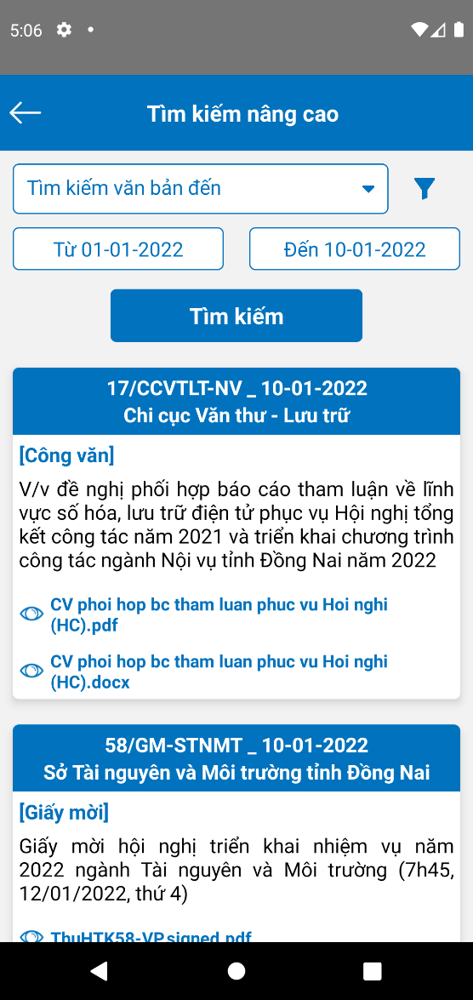 5:06
Tìm kiếm nâng cao
Tìm kiếm văn bản đến
Từ 01-01-2022
Đến 10-01-2022
Tìm kiếm
17/CCVTLT-NV _ 10-01-2022
Chi cục Văn thư - Lưu trữ
[Công văn]
V/v đề nghị phối hợp báo cáo tham luận về lĩnh
vực số hóa, lưu trữ điện tử phục vụ Hội nghị tổng
kết công tác năm 2021 và triển khai chương trình
công tác ngành Nội vụ tỉnh Đồng Nai năm 2022
CV phoi hop bc tham luan phuc vu Hoi nghi
(HC).pdf
CV phoi hop bc tham luan phuc vu Hoi nghi
(HC).docx
58/GM-STNMT _ 10-01-2022
Sở Tài nguyên và Môi trường tỉnh Đồng Nai
[Giấy mời]
Giấy mời hội nghị triển khai nhiệm vụ năm
2022 ngành Tài nguyên và Môi trường (7h45,
12/01/2022, thứ 4)
ThuHTK58-VP.signed.pdf